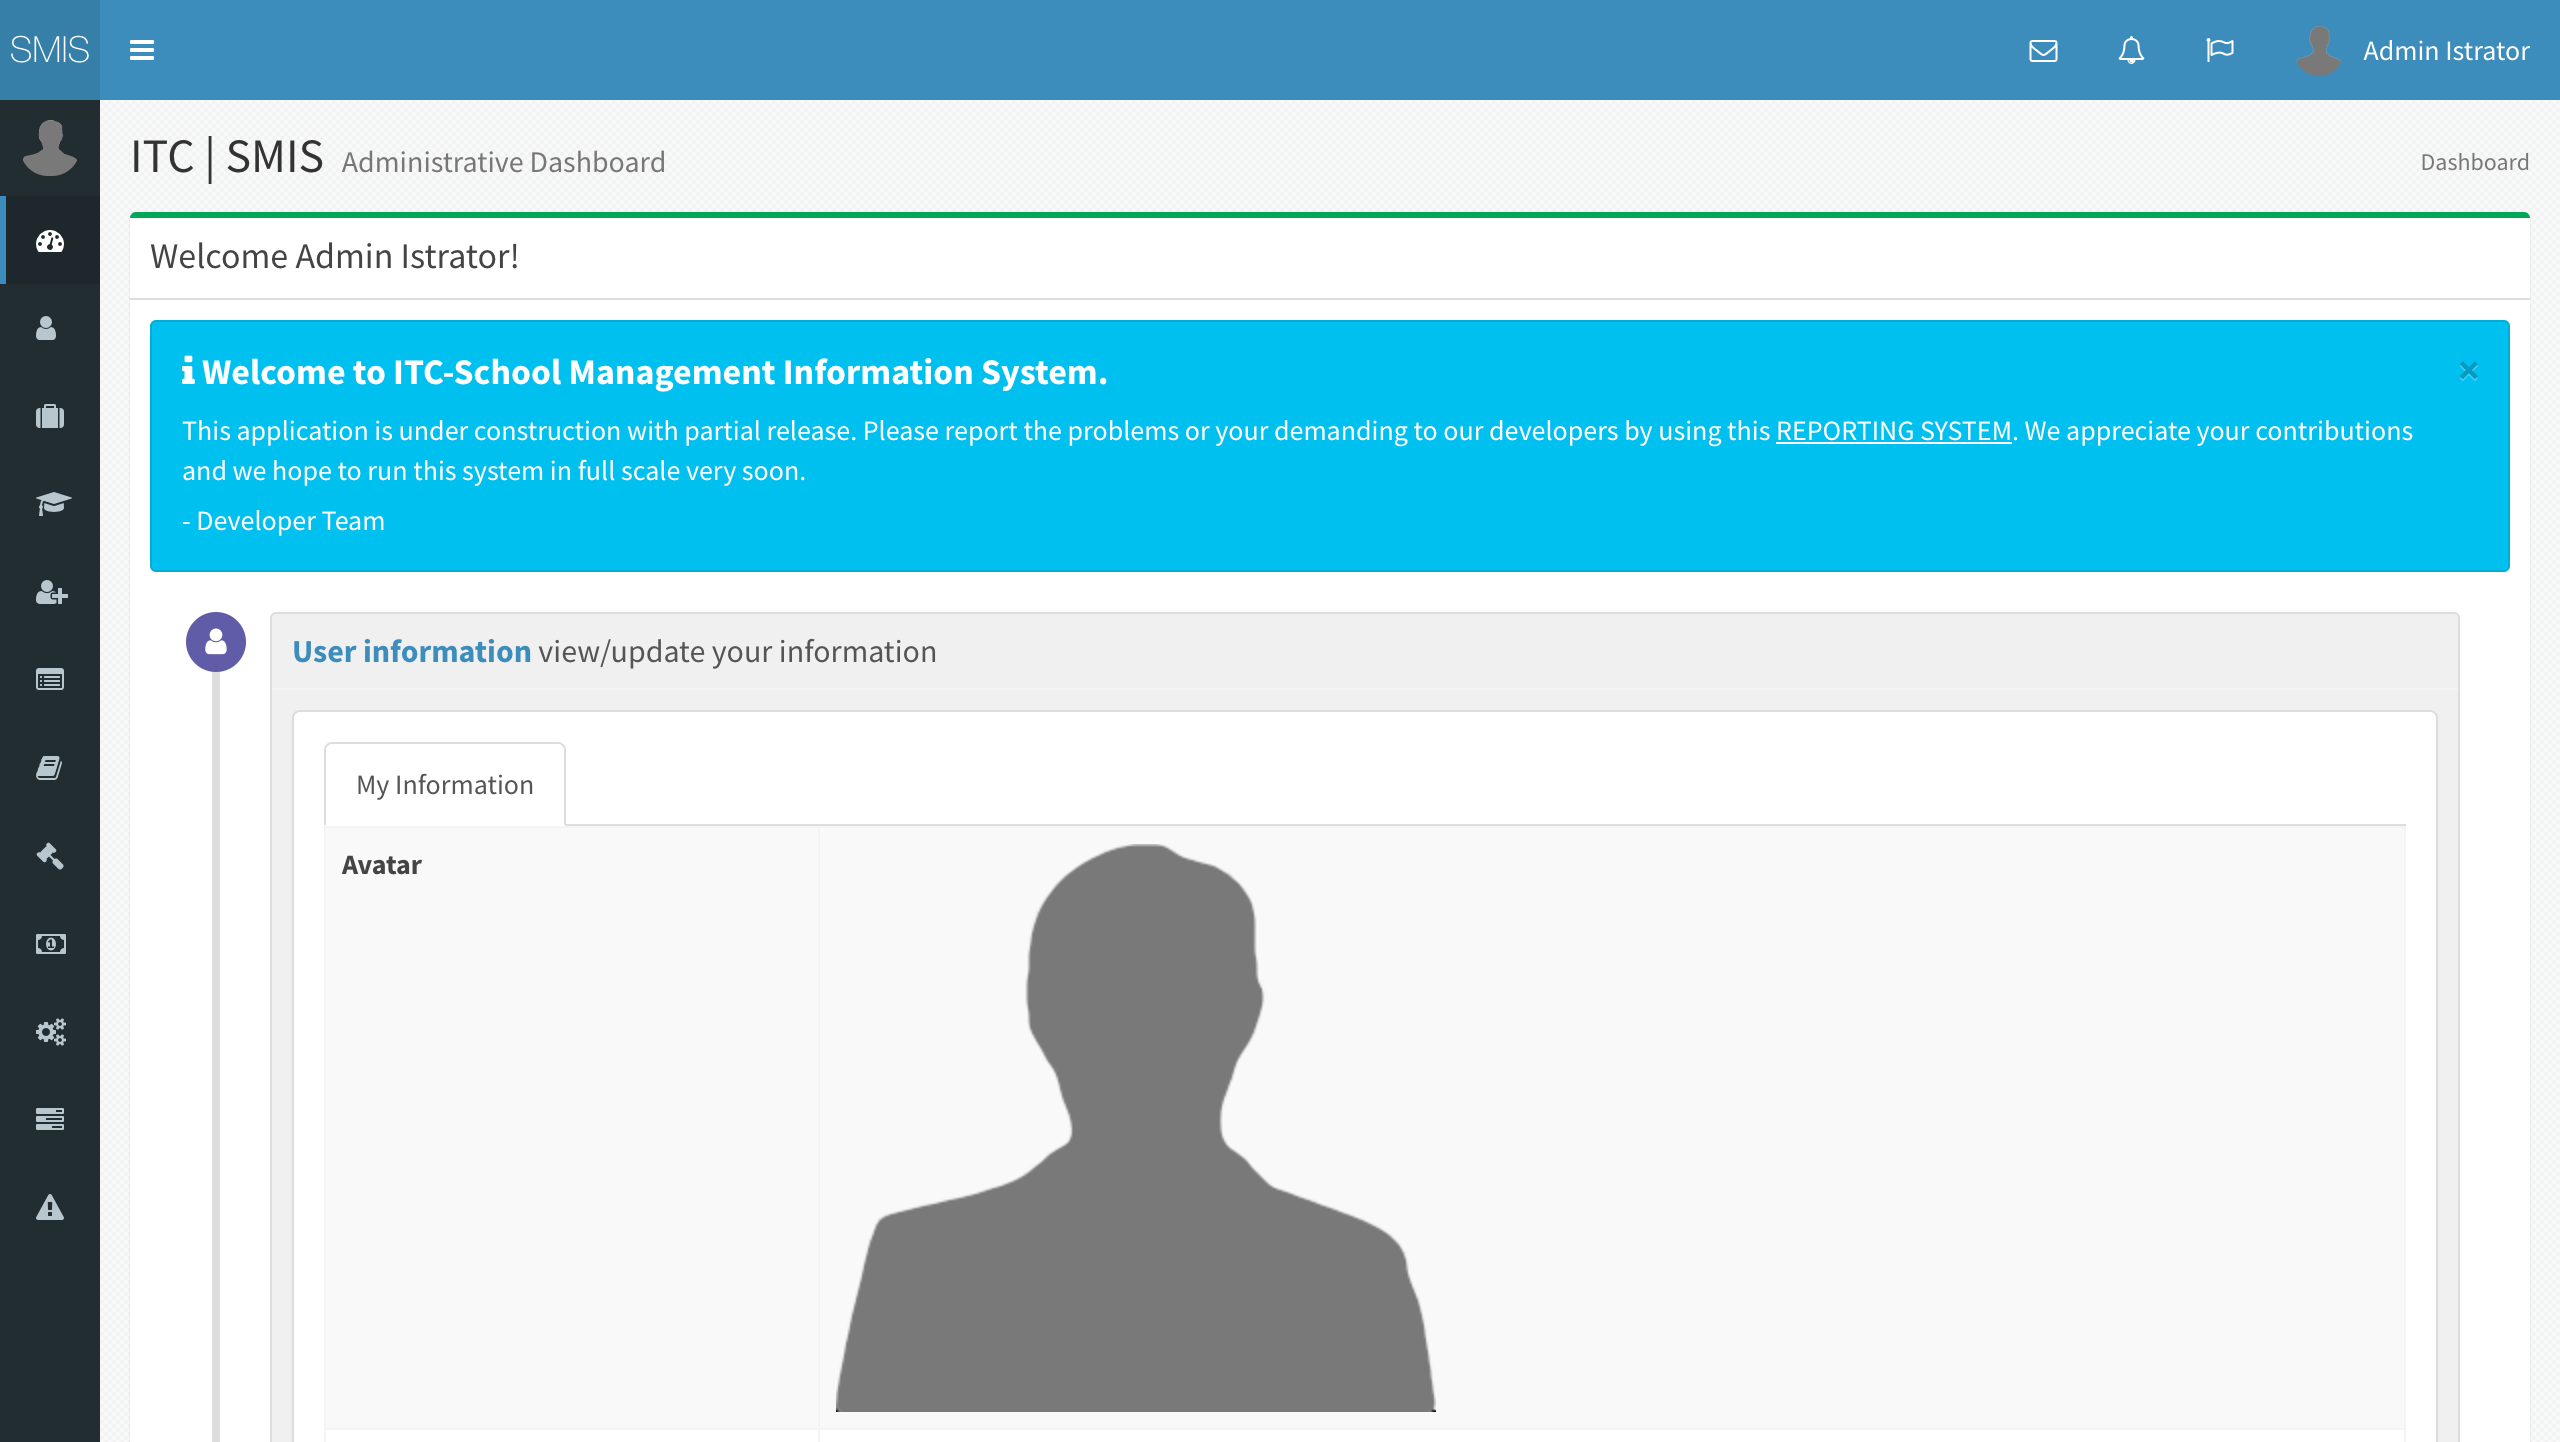 SMIS
Admin Istrator
ITC | SMIS Administrative Dashboard
Dashboard
Welcome Admin Istrator!
Welcome to ITC-School Management Information System.
×
This application is under construction with partial release. Please report the problems or your demanding to our developers by using this REPORTING SYSTEM. We appreciate your contributions
and we hope to run this system in full scale very soon.
- Developer Team
User information view/update your information
My Information
Avatar